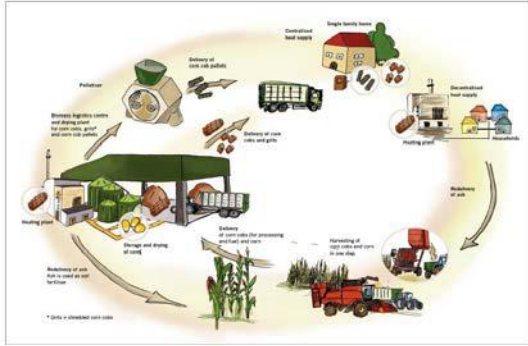 Single family house
Centralised
heat supply
Delivery of
corn cob pellets
Pelletiser
Decentralised
heat supply
Biomass logistics centre
and drying plant
for corn cobs, grits*
and corn cob pellets
Delivery of corn
cobs and grits
Households
Heating plant
Redelivery
of ash
Heating plant
Storage and drying
of corn
Delivery
of corn cobs (for processing
and fuel) and corn
Harvesting of
corn cobs and corn
in one step
Redelivery of ash
Ash is used as soil
fertiliser
* Grits = shredded corn cobs